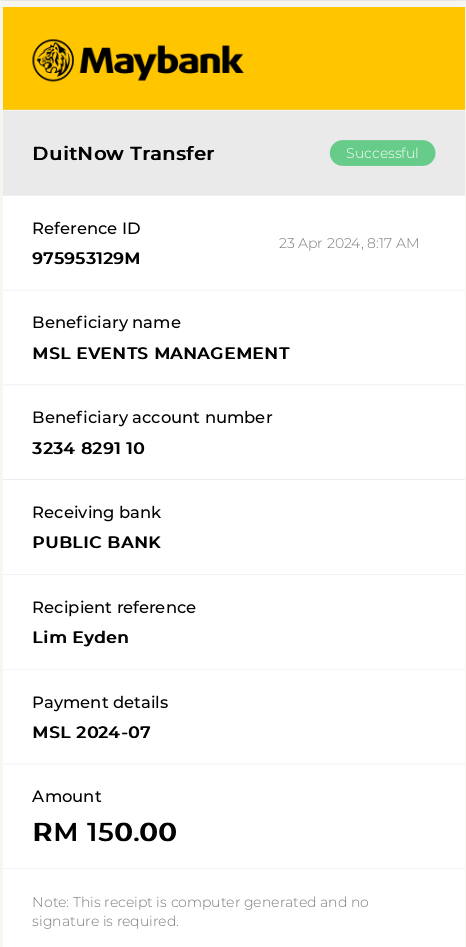 Maybank
DuitNow Transfer
Successful
Reference ID
975953129M
23 Apr 2024, 8:17 AM
Beneficiary name
MSL EVENTS MANAGEMENT
Beneficiary account number
3234 8291 10
Receiving bank
PUBLIC BANK
Recipient reference
Lim Eyden
Payment details
MSL 2024-07
Amount
RM 150.00
Note: This receipt is computer generated and no
signature is required.